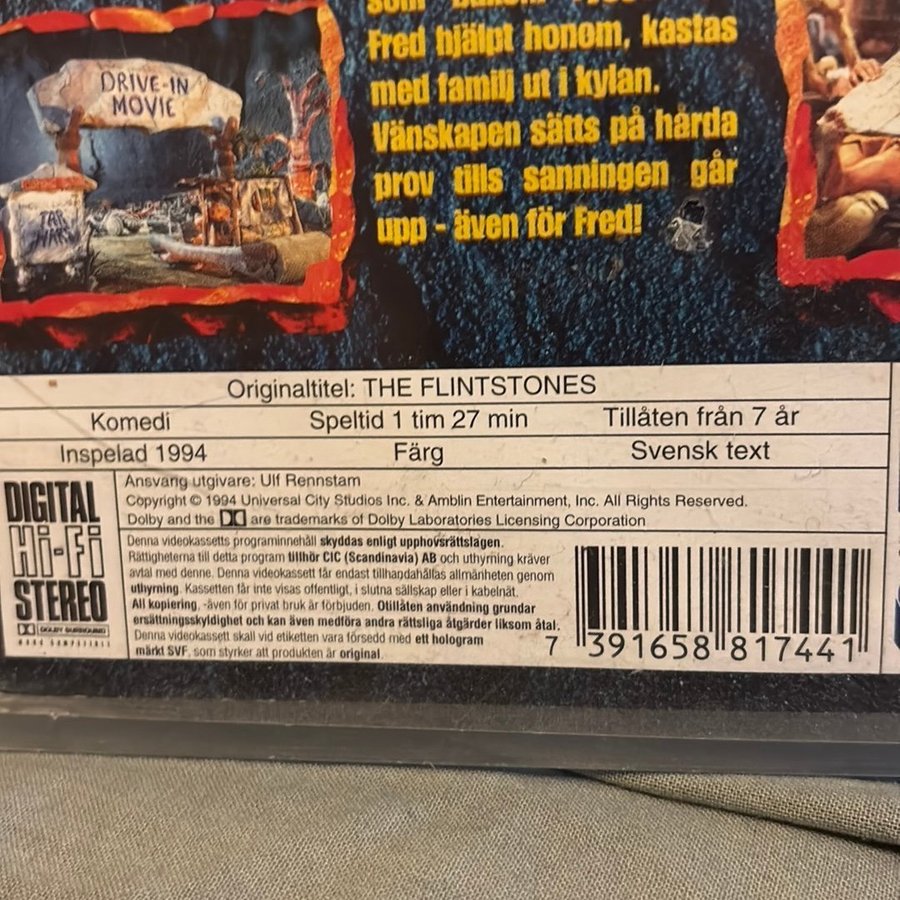 som
Fred hjälpt honom, kastas
med familj ut i kylan.
Vänskapen sätts på hårda
prov tills sanningen går
upp - även för Fred!
DRIVE-IN
MOVIE
TAR
Originaltitel: THE FLINTSTONES
Komedi Speltid 1 tim 27 min Tillåten från 7 år
Inspelad 1994 Färg Svensk text
DIGITAL
Hi-Fi
STEREO
DOLBY SURROUND
Ansvarig utgivare: Ulf Rennstam
Copyright © 1994 Universal City Studios Inc. & Amblin Entertainment, Inc. All Rights Reserved.
Dolby and the are trademarks of Dolby Laboratories Licensing Corporation
Denna videokassetts programinnehåll skyddas enligt upphovsrättslagen.
Rättigheterna till detta program tillhör CIC (Scandinavia) AB och uthyrning kräver
avtal med denne. Denna videokassett får endast tillhandahållas allmänheten genom
uthyrning. Kassetten får inte visas offentligt, i slutna sällskap eller i kabelnät.
All kopiering, -även för privat bruk är förbjuden. Otillåten användning grundar
ersättningsskyldighet och kan även medföra andra rättsliga åtgärder liksom åtal.
Denna videokassett skall vid etiketten vara försedd med ett hologram
märkt SVF, som styrker att produkten är original.
7 391658 817441